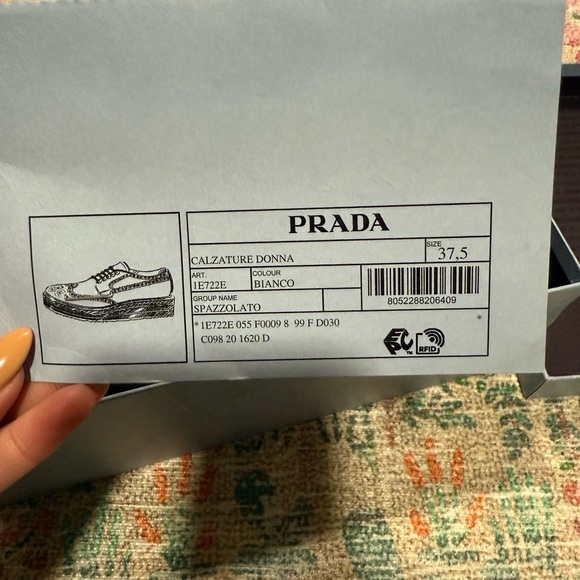 PRADA
CALZATURE DONNA
SIZE
37,5
ART.
1E722E
COLOUR
BIANCO
GROUP NAME
SPAZZOLATO
8052288206409
*1E722E 055 F0009 8 99 F D030 *
C098 20 1620 D
EPC™ RFID